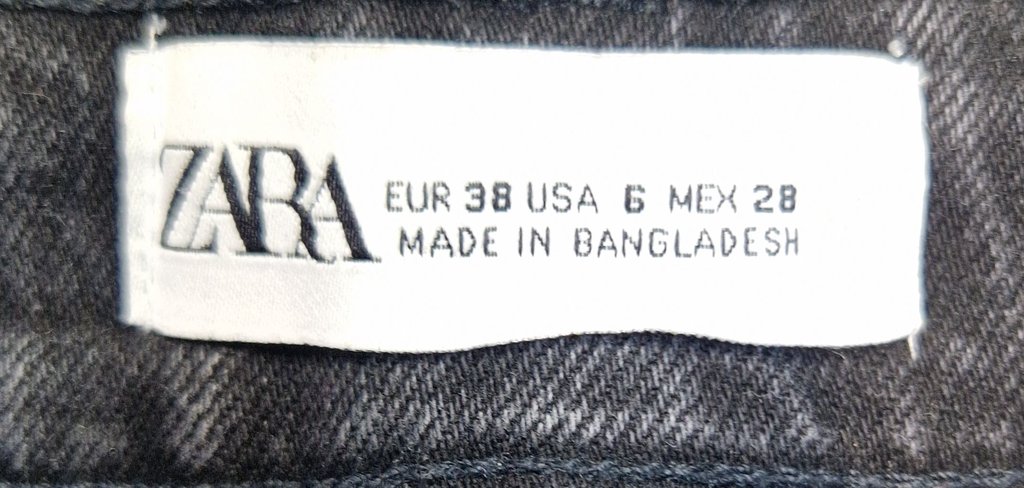 ZARA
EUR 38 USA 6 MEX 28
MADE IN BANGLADESH